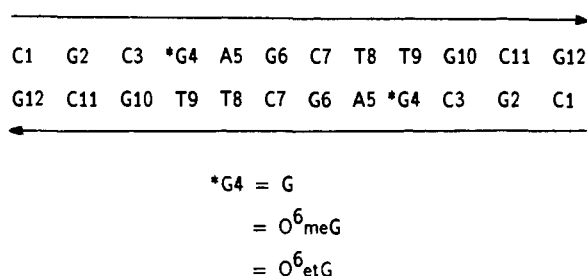 C1 G2 C3 *G4 A5 G6 C7 T8 T9 G10 C11 G12
G12 C11 G10 T9 T8 C7 G6 A5 *G4 C3 G2 C1
*G4 = G
= O⁶meG
= O⁶etG